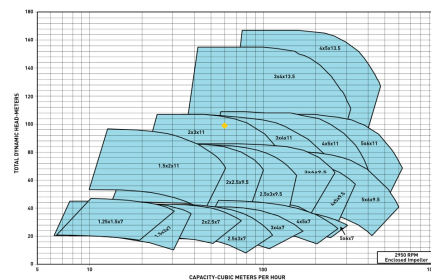 180
160
140
120
100
80
60
40
20
0
TOTAL DYNAMIC HEAD-METERS
4x5x13.5
3x4x13.5
2x3x11
3x4x11
4x5x11
5x6x11
1.5x2x11
2x2.5x9.5
2.5x3x9.5
3x4x9.5
4x5x9.5
5x6x9.5
1.25x1.5x7
1.5x2x7
2x2.5x7
2.5x3x7
3x4x7
4x5x7
5x6x7
2950 RPM
Enclosed Impeller
5
10
100
CAPACITY-CUBIC METERS PER HOUR